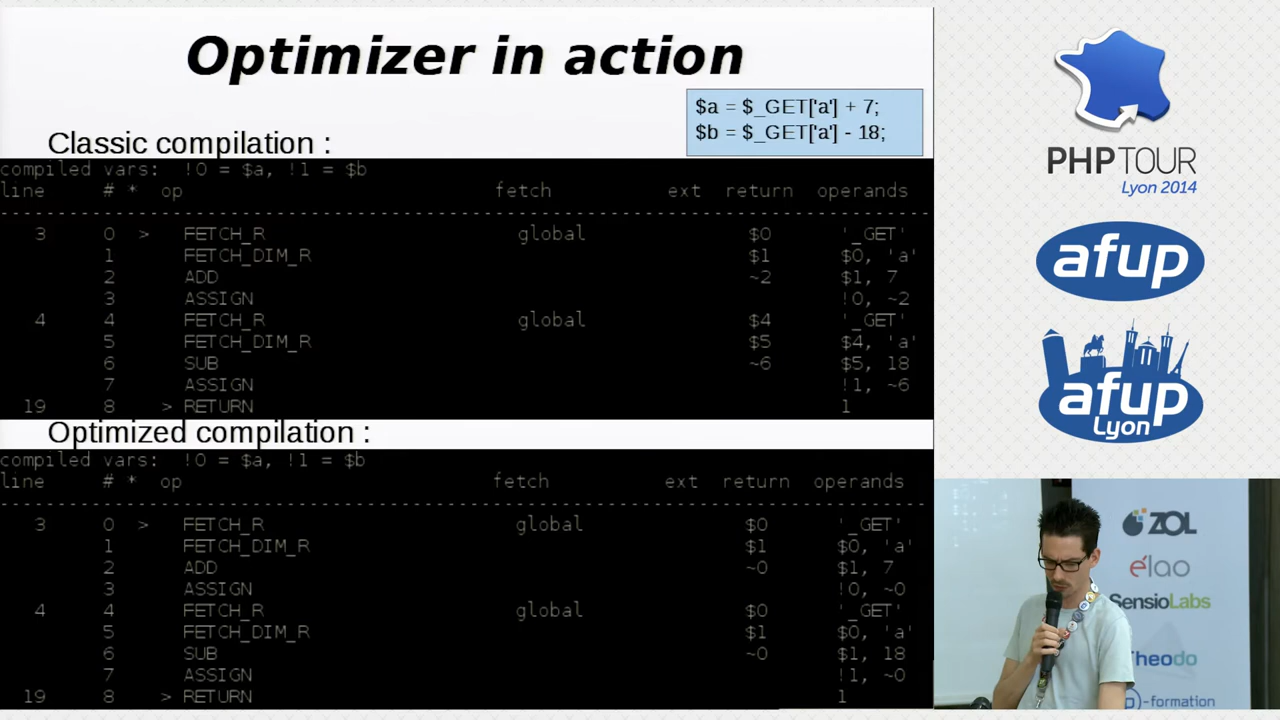 Optimizer in action
$a = $_GET['a'] + 7;
$b = $_GET['a'] - 18;
Classic compilation :
compiled vars: !0 = $a, !1 = $b
line # * op fetch ext return operands
---------------------------------------------------------------------------------
3 0 > FETCH_R global $0 '_GET'
1 FETCH_DIM_R $1 $0, 'a'
2 ADD ~2 $1, 7
3 ASSIGN !0, ~2
4 4 FETCH_R global $4 '_GET'
5 FETCH_DIM_R $5 $4, 'a'
6 SUB ~6 $5, 18
7 ASSIGN !1, ~6
19 8 > RETURN 1
Optimized compilation :
compiled vars: !0 = $a, !1 = $b
line # * op fetch ext return operands
---------------------------------------------------------------------------------
3 0 > FETCH_R global $0 '_GET'
1 FETCH_DIM_R $1 $0, 'a'
2 ADD ~0 $1, 7
3 ASSIGN !0, ~0
4 4 FETCH_R global $0 '_GET'
5 FETCH_DIM_R $1 $0, 'a'
6 SUB ~0 $1, 18
7 ASSIGN !1, ~0
19 8 > RETURN 1
PHP TOUR
Lyon 2014
afup
afup
Lyon
ZOL
élao
SensioLabs
Theodo
-formation